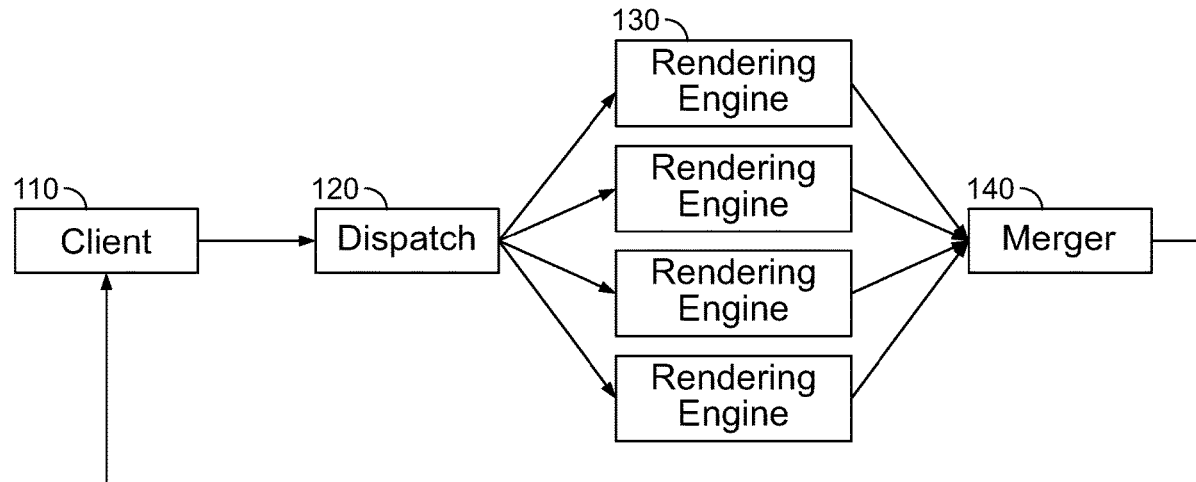 130
Rendering
Engine
Rendering
Engine
110
Client
120
Dispatch
140
Merger
Rendering
Engine
Rendering
Engine